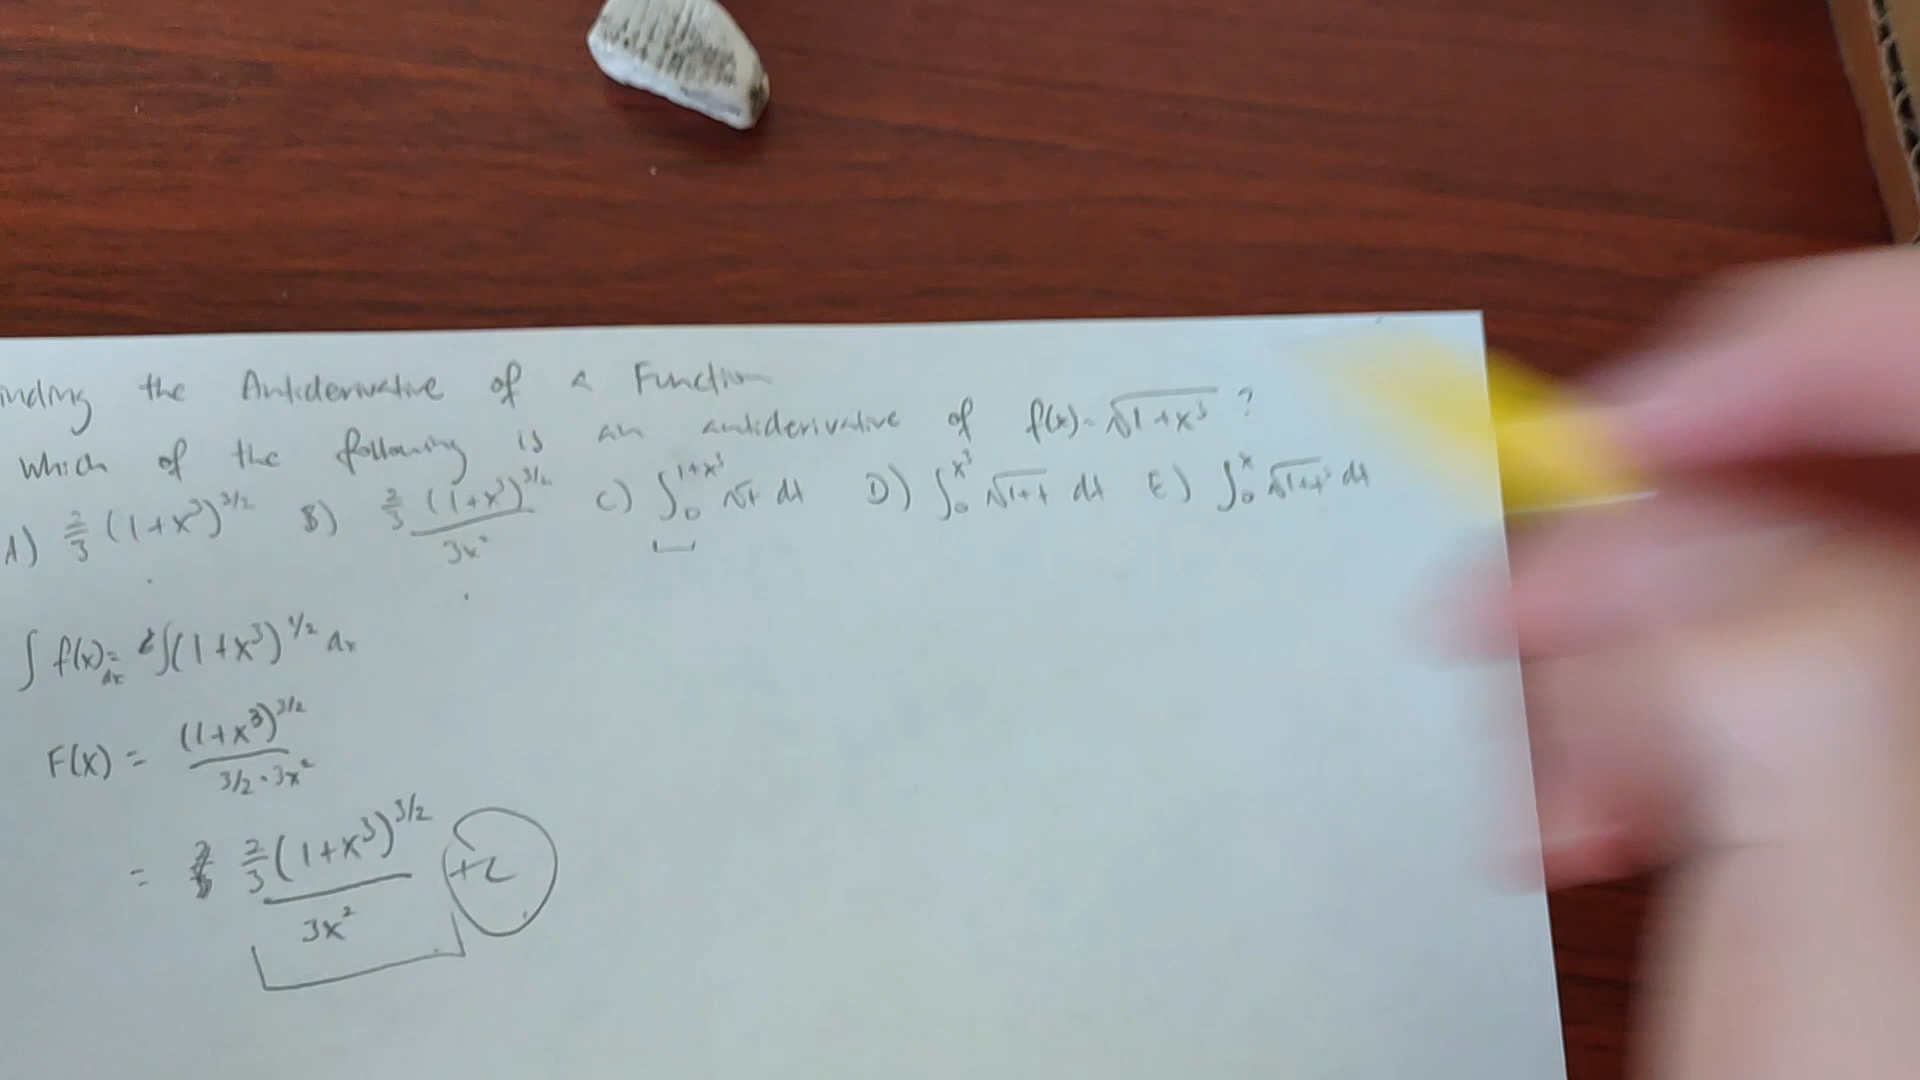 inding the Antiderivative of a Function
Which of the following is an antiderivative of f(x)=√(1+x³)?
A) 2/3 (1+x³)^3/2 B) 2/3 (1+x³)^3/2 / 3x² C) ∫₀^1+x³ √t dt D) ∫₀^x³ √(1+t) dt E) ∫₀^x √(1+t³) dt
∫ f(x) dx = ∫(1+x³)^1/2 dx
F(x) = (1+x³)^3/2 / 3/2 · 3x²
= 2/3 (1+x³)^3/2 / 3x² +c